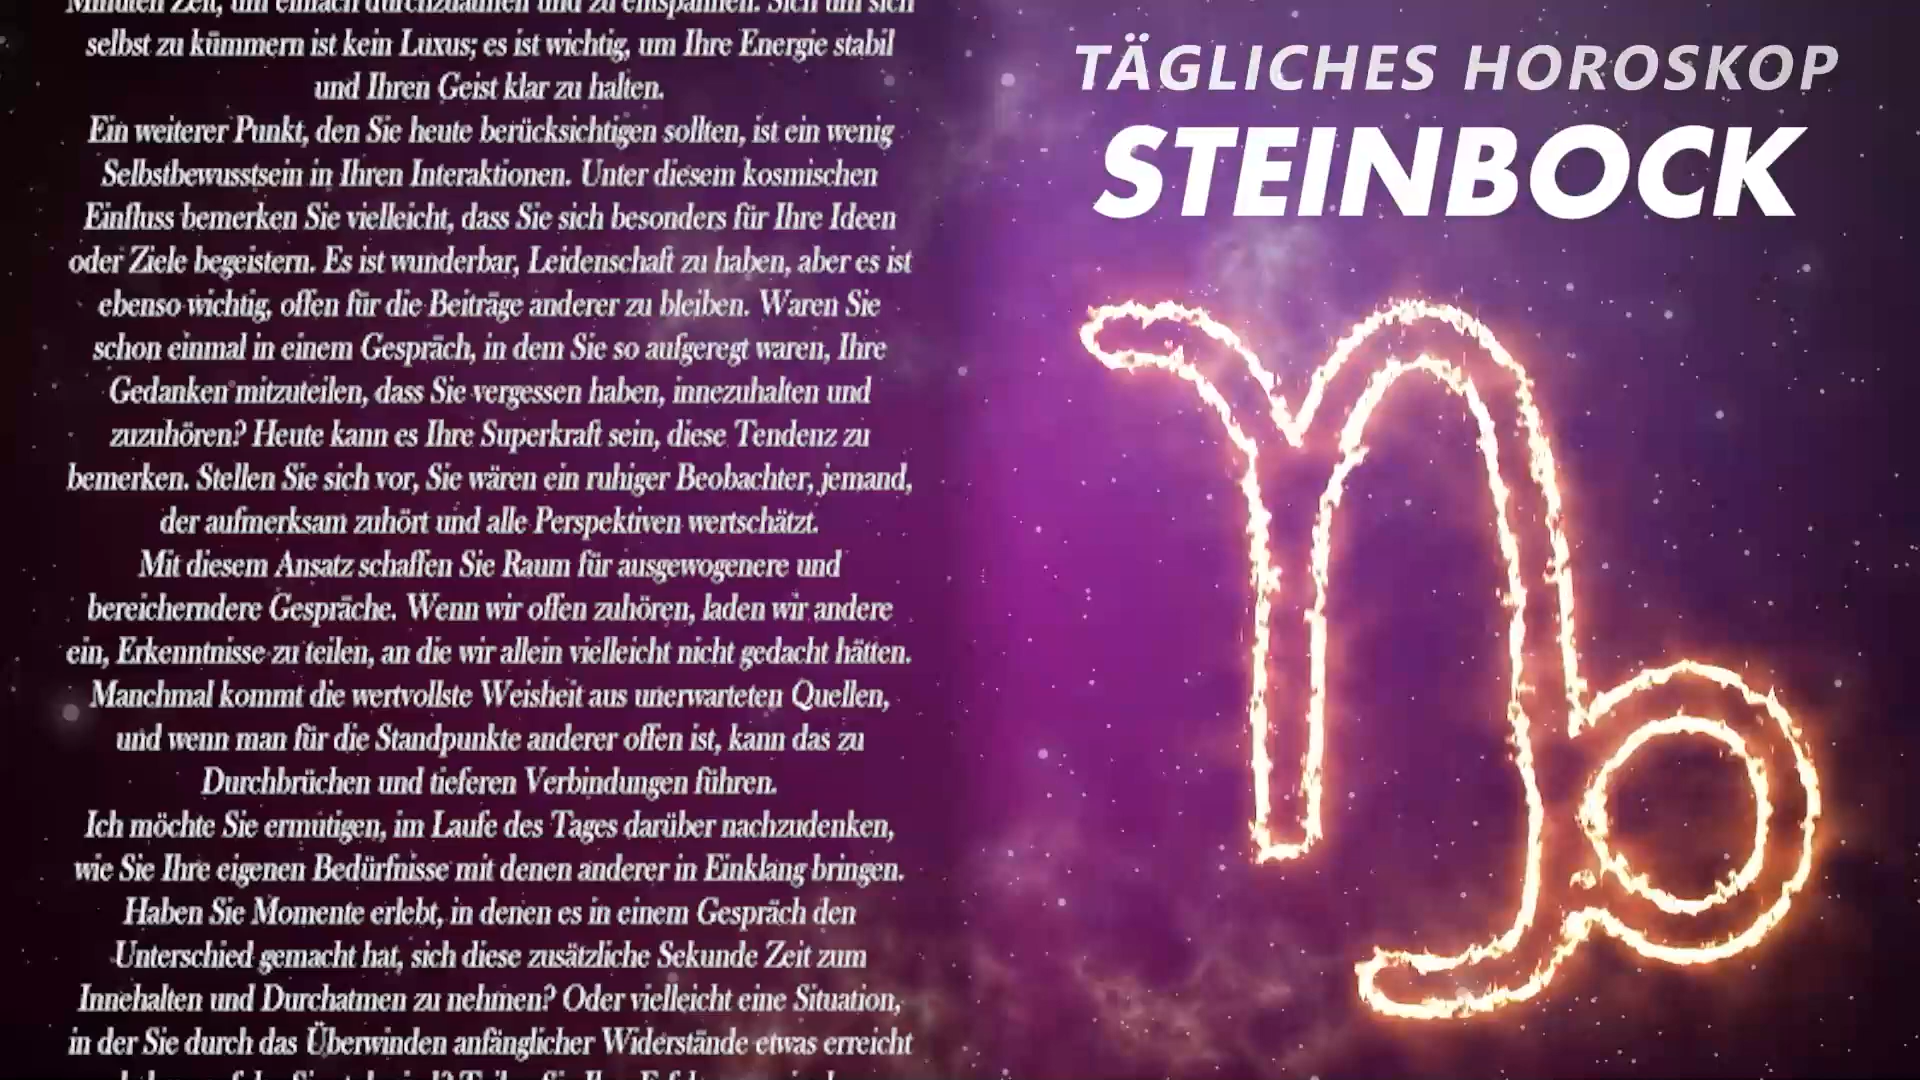 Minuten Zeit, um einfach durchzuatmen und zu entspannen. Sich um sich
selbst zu kümmern ist kein Luxus; es ist wichtig, um Ihre Energie stabil
und Ihren Geist klar zu halten.
Ein weiterer Punkt, den Sie heute berücksichtigen sollten, ist ein wenig
Selbstbewusstsein in Ihren Interaktionen. Unter diesem kosmischen
Einfluss bemerken Sie vielleicht, dass Sie sich besonders für Ihre Ideen
oder Ziele begeistern. Es ist wunderbar, Leidenschaft zu haben, aber es ist
ebenso wichtig, offen für die Beiträge anderer zu bleiben. Waren Sie
schon einmal in einem Gespräch, in dem Sie so aufgeregt waren, Ihre
Gedanken mitzuteilen, dass Sie vergessen haben, innezuhalten und
zuzuhören? Heute kann es Ihre Superkraft sein, diese Tendenz zu
bemerken. Stellen Sie sich vor, Sie wären ein ruhiger Beobachter, jemand,
der aufmerksam zuhört und alle Perspektiven wertschätzt.
Mit diesem Ansatz schaffen Sie Raum für ausgewogenere und
bereicherndere Gespräche. Wenn wir offen zuhören, laden wir andere
ein, Erkenntnisse zu teilen, an die wir allein vielleicht nicht gedacht hätten.
Manchmal kommt die wertvollste Weisheit aus unerwarteten Quellen,
und wenn man für die Standpunkte anderer offen ist, kann das zu
Durchbrüchen und tieferen Verbindungen führen.
Ich möchte Sie ermutigen, im Laufe des Tages darüber nachzudenken,
wie Sie Ihre eigenen Bedürfnisse mit denen anderer in Einklang bringen.
Haben Sie Momente erlebt, in denen es in einem Gespräch den
Unterschied gemacht hat, sich diese zusätzliche Sekunde Zeit zum
Innehalten und Durchatmen zu nehmen? Oder vielleicht eine Situation,
in der Sie durch das Überwinden anfänglicher Widerstände etwas erreicht
TÄGLICHES HOROSKOP
STEINBOCK